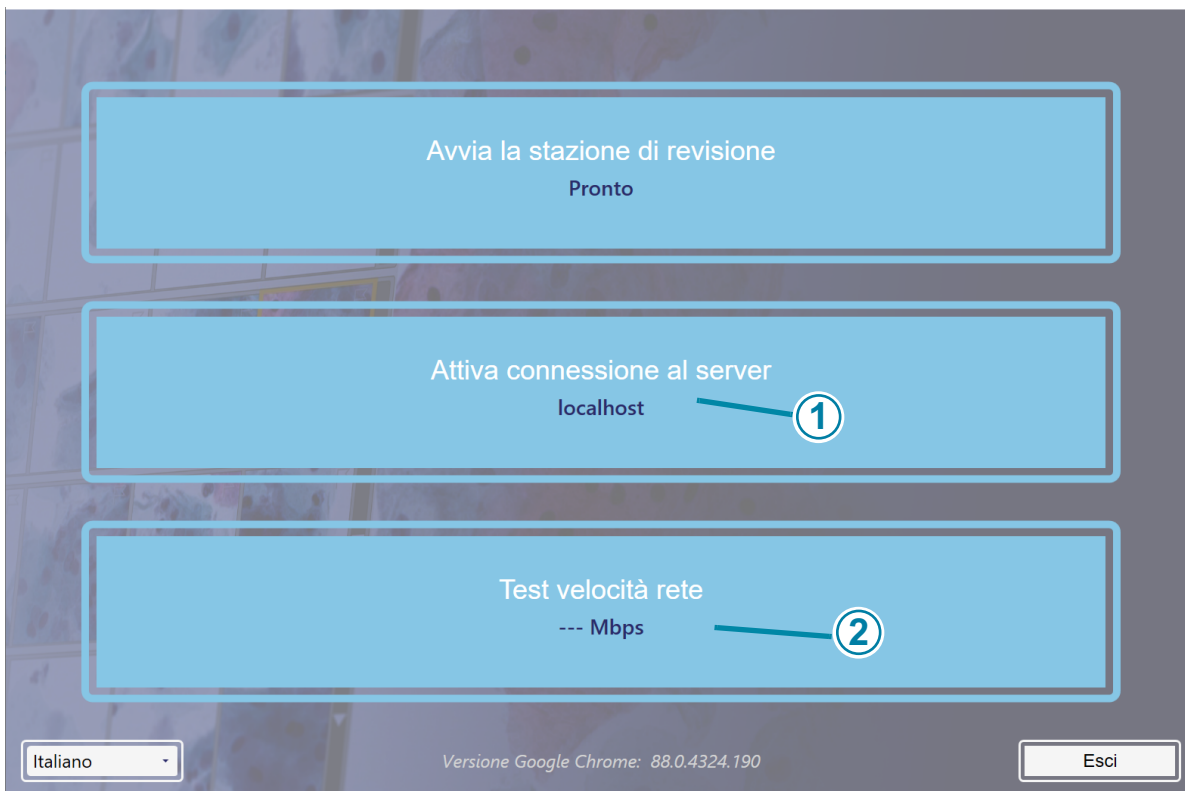 Avvia la stazione di revisione
Pronto
Attiva connessione al server
localhost
1
Test velocità rete
--- Mbps
2
Italiano
Versione Google Chrome: 88.0.4324.190
Esci